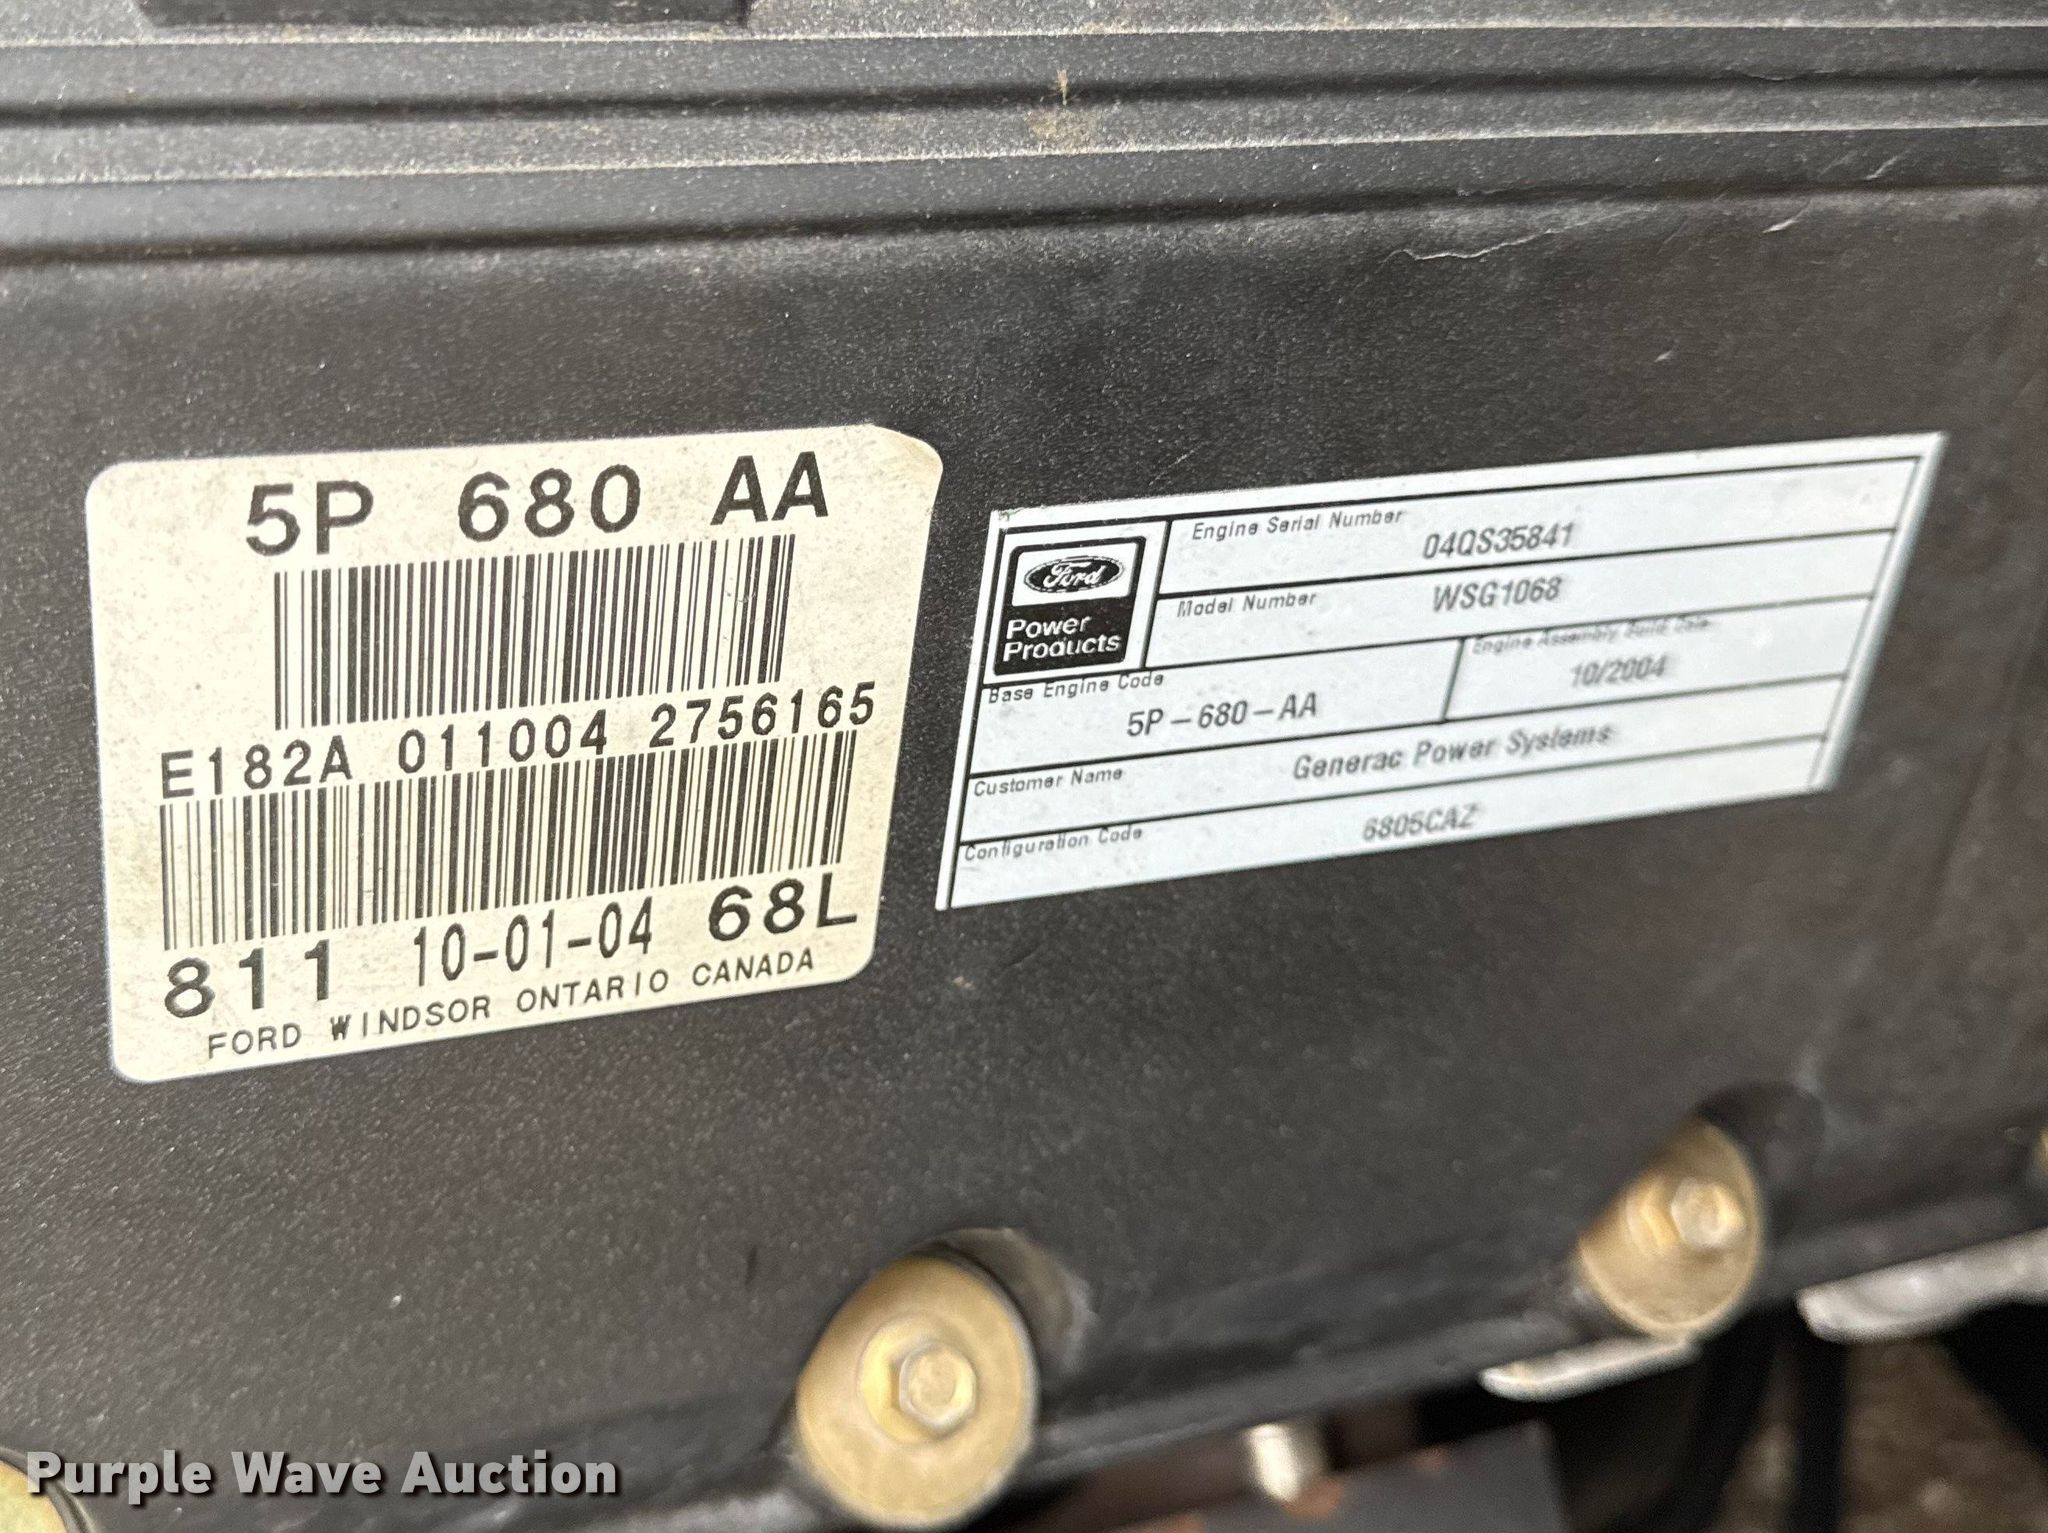 5P 680 AA
E182A 011004 2756165
811 10-01-04 68L
FORD WINDSOR ONTARIO CANADA
Ford
Power
Products
Engine Serial Number
04QS35841
Model Number
WSG1068
Base Engine Code
5P-680-AA
Engine Assembly Build Date
10/2004
Customer Name
Generac Power Systems
Configuration Code
6805CAZ
Purple Wave Auction